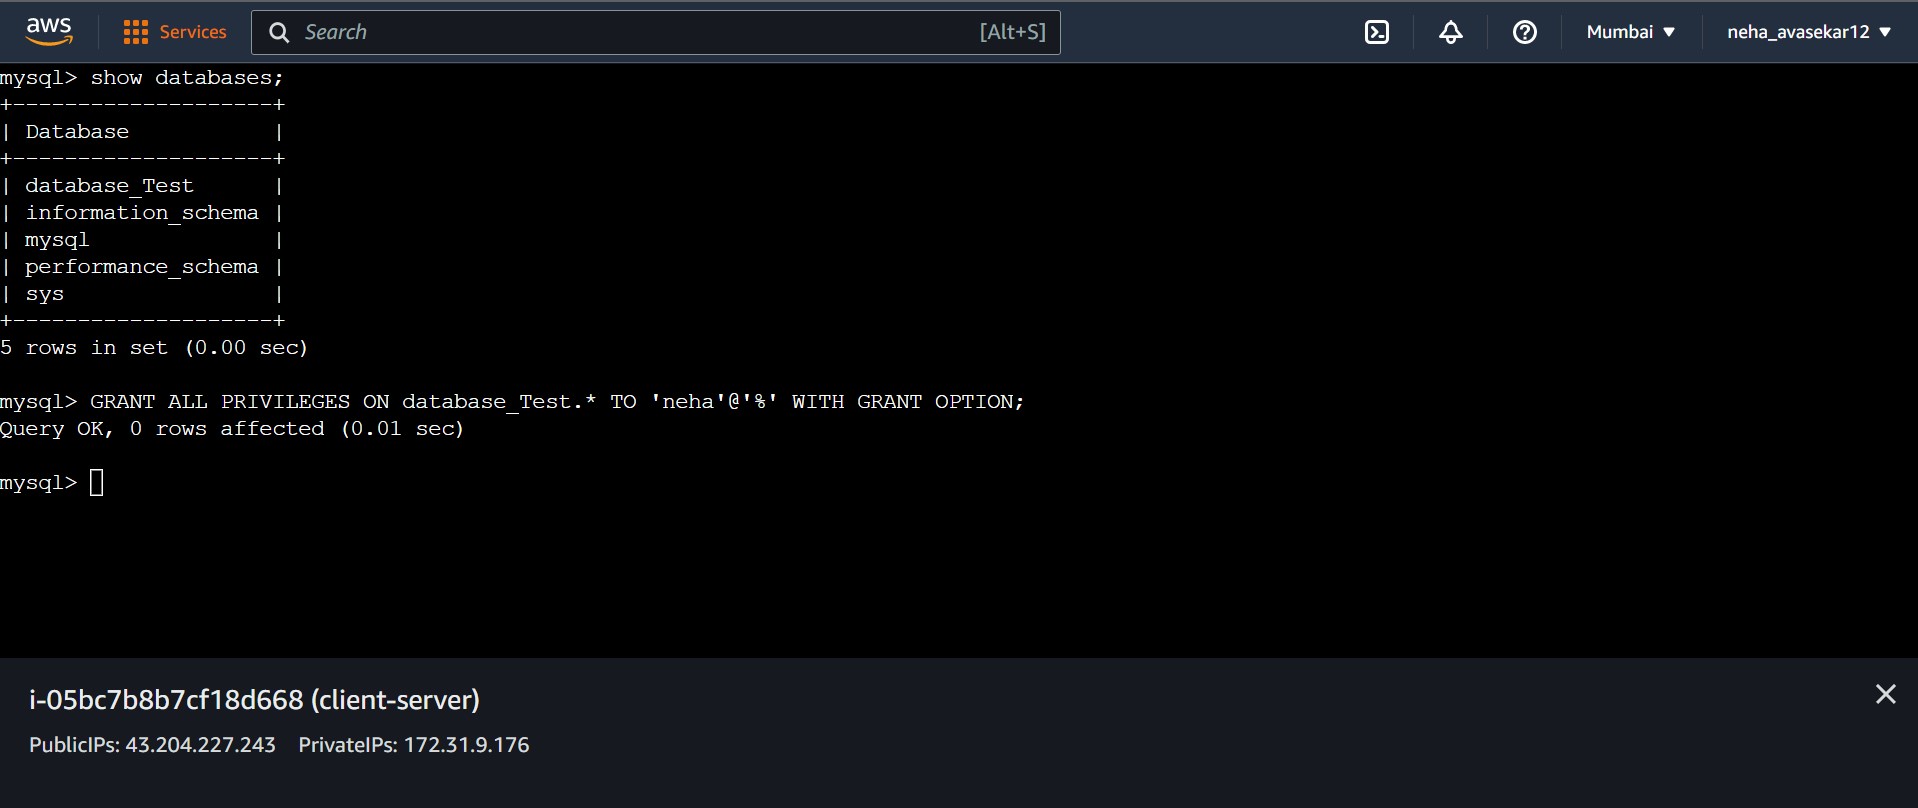 aws Services Search [Alt+S] Mumbai neha_avasekar12
mysql> show databases;
+--------------------+
| Database           |
+--------------------+
| database_Test      |
| information_schema |
| mysql              |
| performance_schema |
| sys                |
+--------------------+
5 rows in set (0.00 sec)
mysql> GRANT ALL PRIVILEGES ON database_Test.* TO 'neha'@'%' WITH GRANT OPTION;
Query OK, 0 rows affected (0.01 sec)
mysql>
i-05bc7b8b7cf18d668 (client-server)
PublicIPs: 43.204.227.243 PrivateIPs: 172.31.9.176